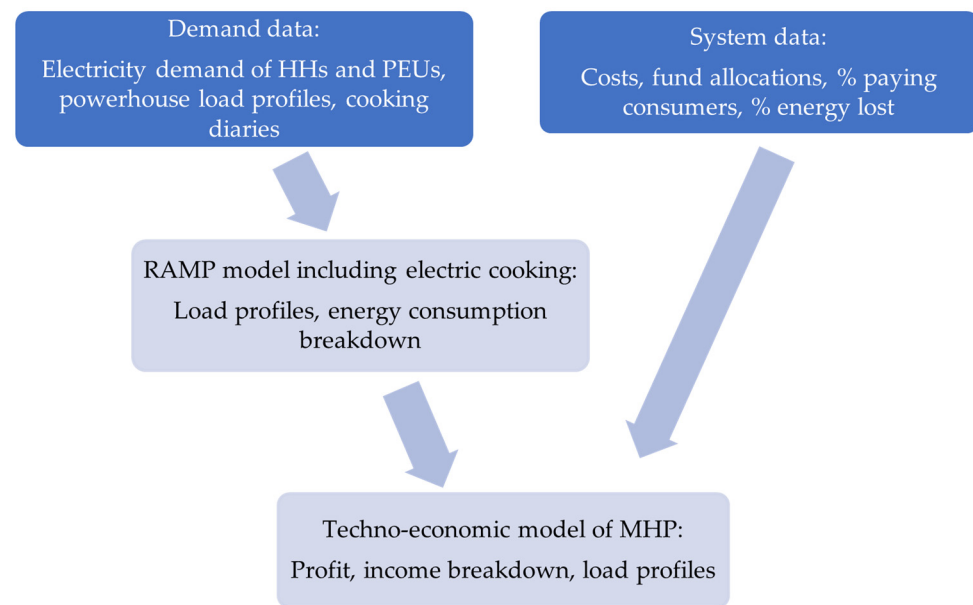 Demand data:
Electricity demand of HHs and PEUs,
powerhouse load profiles, cooking
diaries
System data:
Costs, fund allocations, % paying
consumers, % energy lost
RAMP model including electric cooking:
Load profiles, energy consumption
breakdown
Techno-economic model of MHP:
Profit, income breakdown, load profiles